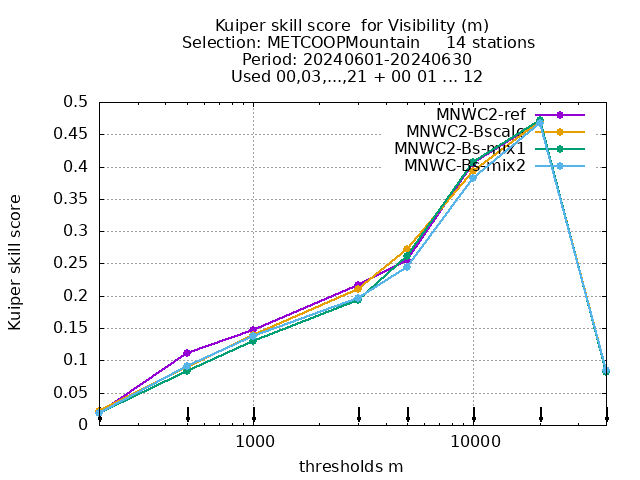 Kuiper skill score  for Visibility (m)
Selection: METCOOPMountain     14 stations
Period: 20240601-20240630
Used 00,03,...,21 + 00 01 ... 12
0.5
0.45
0.4
0.35
0.3
0.25
0.2
0.15
0.1
0.05
0
Kuiper skill score
MNWC2-ref
MNWC2-Bscale
MNWC2-Bs-mix1
MNWC-Bs-mix2
1000
10000
thresholds m